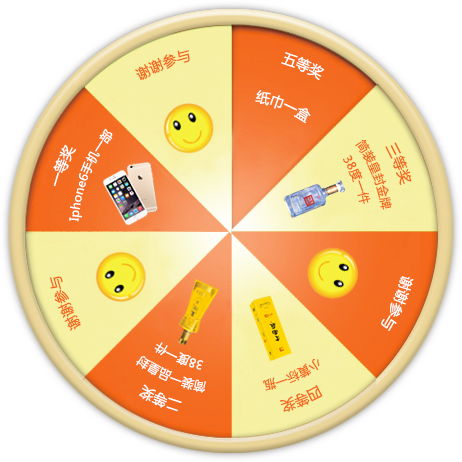 五等奖
纸巾一盒
三等奖
简装皇封金牌
38度一件
谢谢参与
四等奖
小黄标一瓶
二等奖
简装一品皇封
38度一件
谢谢参与
一等奖
Iphone6手机一部
谢谢参与